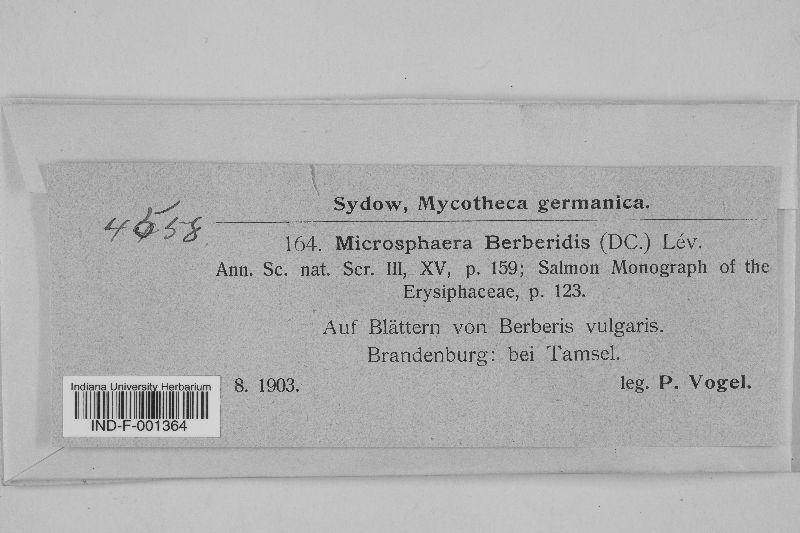 Sydow, Mycotheca germanica.
4658
164. Microsphaera Berberidis (DC.) Lév.
Ann. Sc. nat. Scr. III, XV, p. 159; Salmon Monograph of the
Erysiphaceae, p. 123.
Auf Blättern von Berberis vulgaris.
Brandenburg: bei Tamsel.
8. 1903.
leg. P. Vogel.
Indiana University Herbarium
IND-F-001364